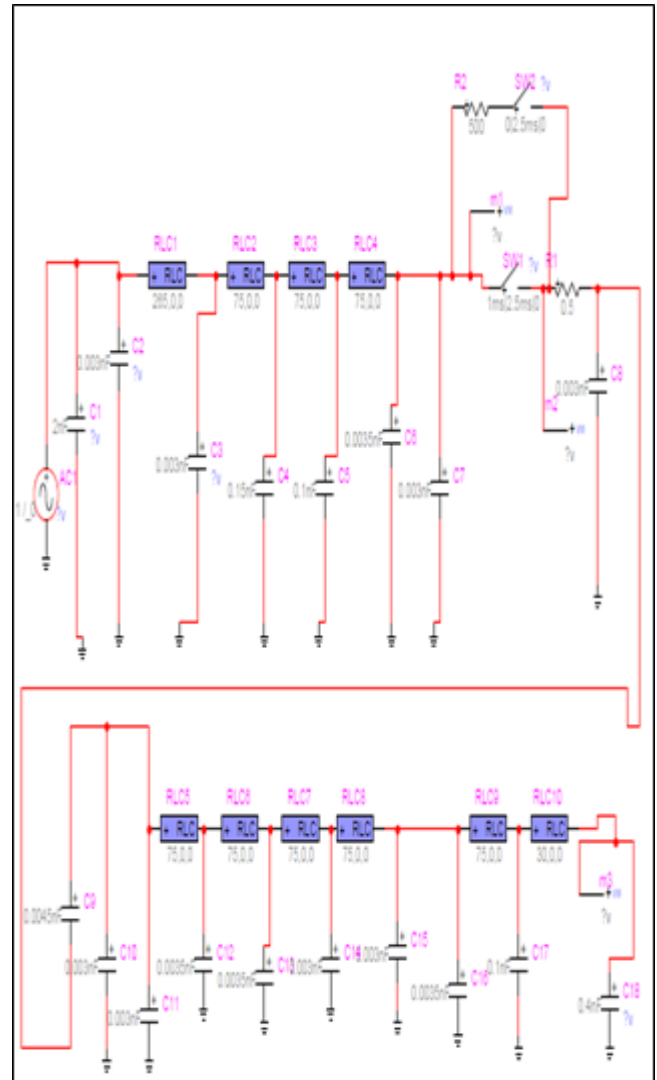 R2
SW2
?v
500
0|2.5ms|0
m1
?v
RLC1
RLC2
RLC3
RLC4
SW1
?v
R1
+ RLC
+ RLC
+ RLC
+ RLC
285,0,0
75,0,0
75,0,0
75,0,0
1ms|2.5ms|0
0.5
C2
0.003nF
?v
C8
0.003nF
m2
?v
C1
2nF
?v
C6
0.0035nF
C3
0.003nF
?v
AC1
1 /_0
?v
C4
0.15nF
C5
0.1nF
C7
0.003nF
RLC5
RLC6
RLC7
RLC8
RLC9
RLC10
+ RLC
+ RLC
+ RLC
+ RLC
+ RLC
+ RLC
75,0,0
75,0,0
75,0,0
75,0,0
75,0,0
30,0,0
m3
?v
C9
0.0045nF
C10
0.003nF
C11
0.003nF
C12
0.0035nF
C13
0.0035nF
C14
0.003nF
C15
0.003nF
C16
0.0035nF
C17
0.1nF
C18
0.4nF
?v